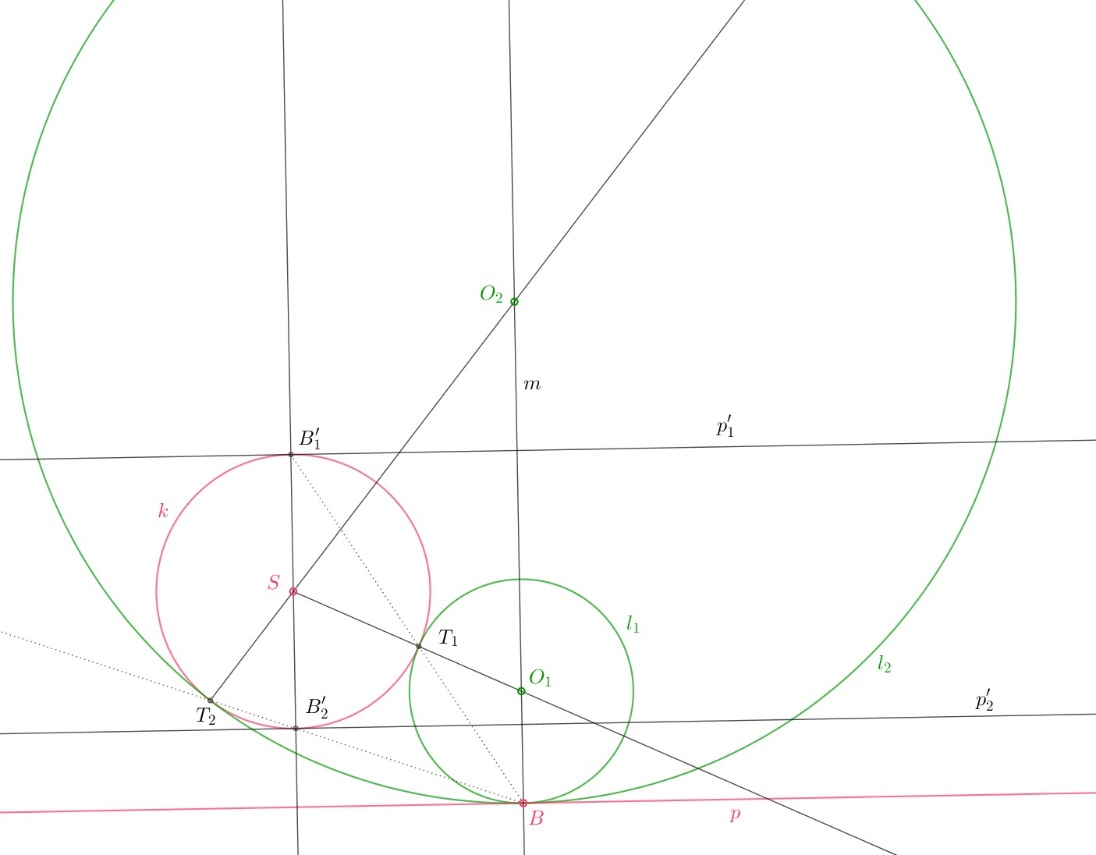 O₂
m
p′₁
B′₁
k
S
l₁
T₁
l₂
O₁
p′₂
B′₂
T₂
p
B